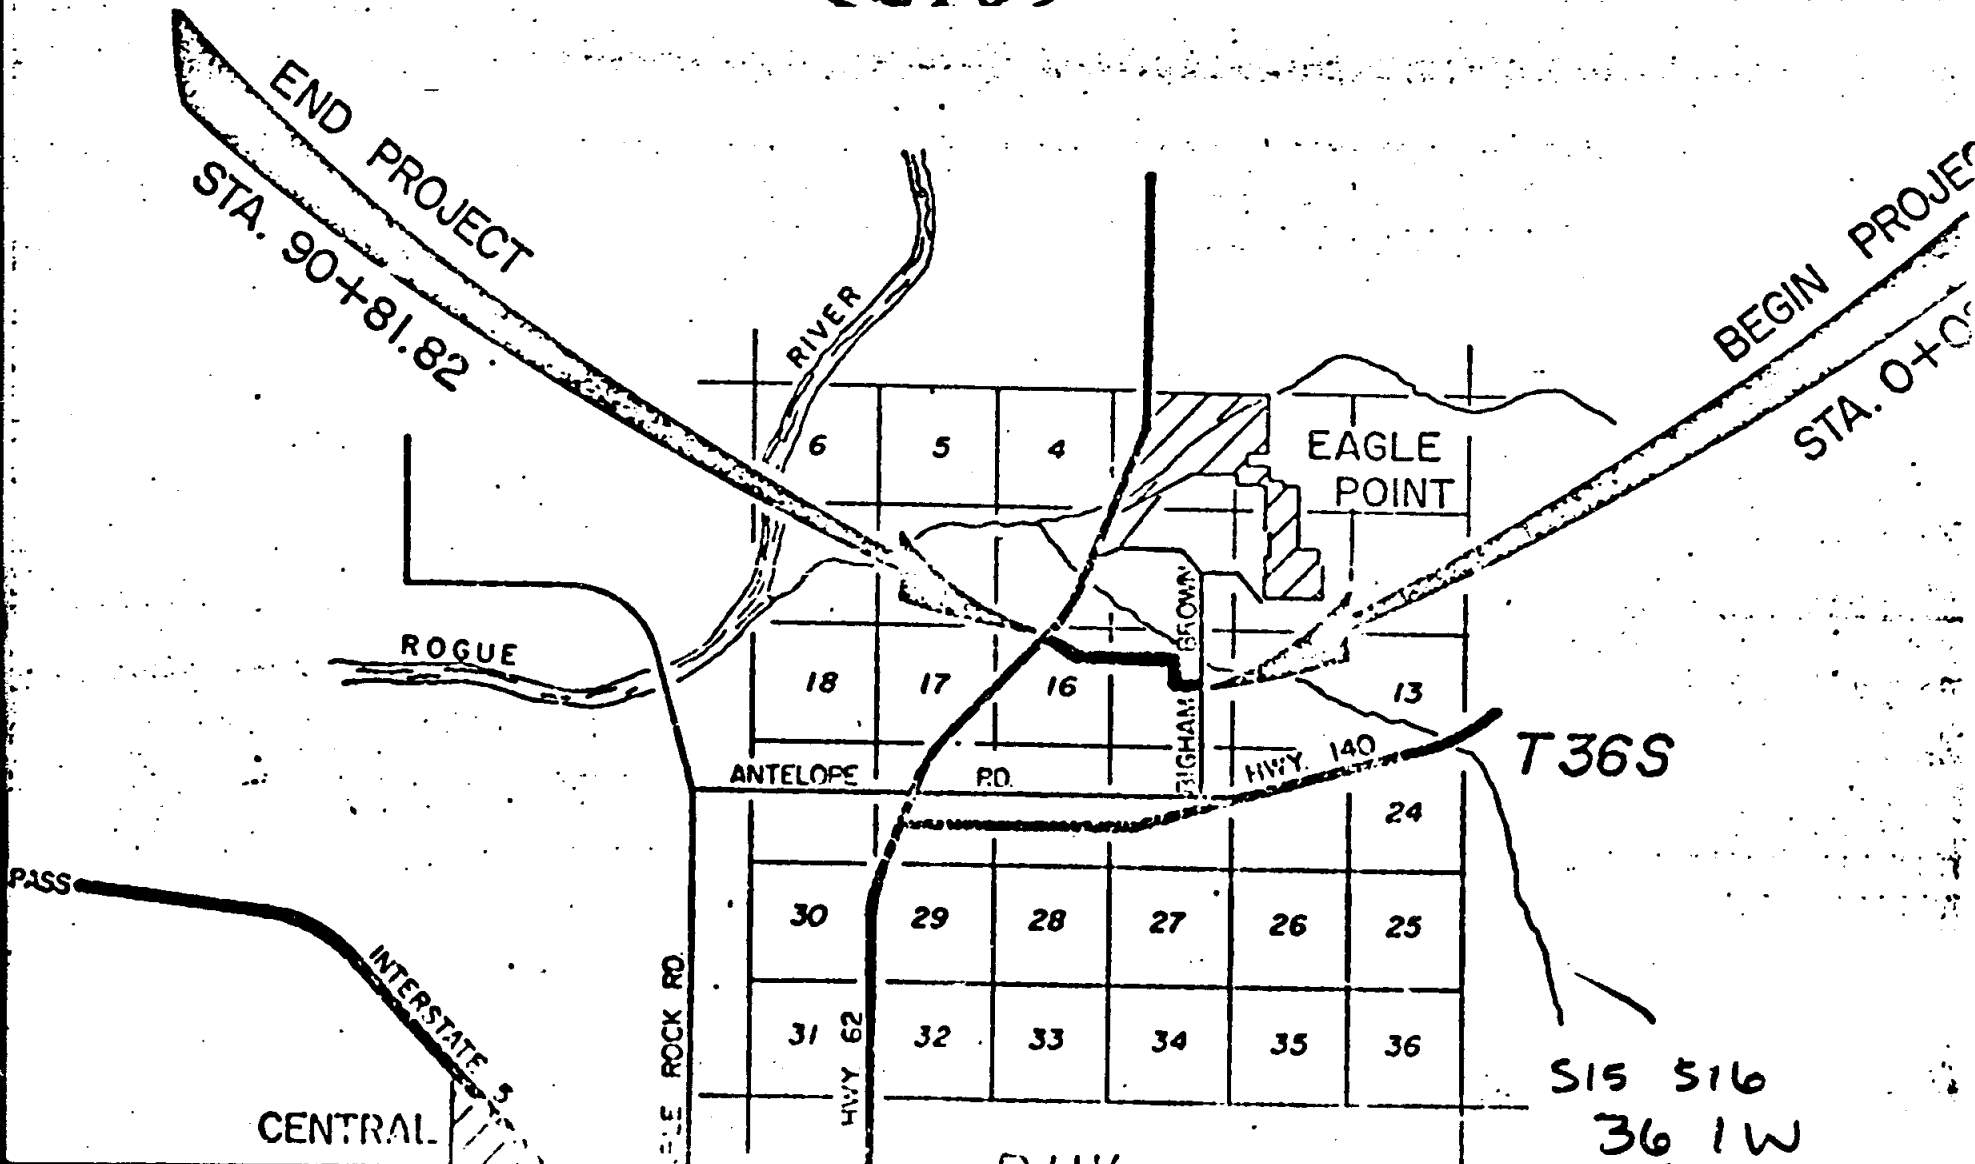 END PROJECT
STA. 90+81.82
BEGIN
STA. 0+
RIVER
6 5 4
EAGLE
POINT
BROWN
ROGUE
18 17 16 13
BIGHAM
T36S
HWY. 140
ANTELOPE RD.
24
PASS
30 29 28 27 26 25
INTERSTATE 5
ROCK RD.
HWY 62
31 32 33 34 35 36
S15 S16
36 1W
CENTRAL